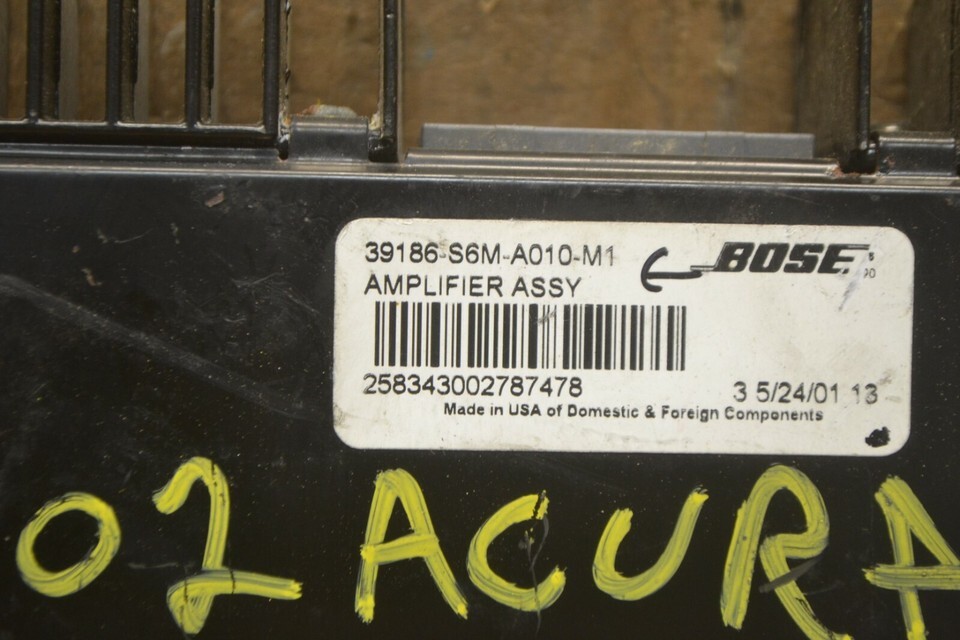 39186-S6M-A010-M1
BOSE
AMPLIFIER ASSY
258343002787478
3 5/24/01 13
Made in USA of Domestic & Foreign Components
02 ACURA